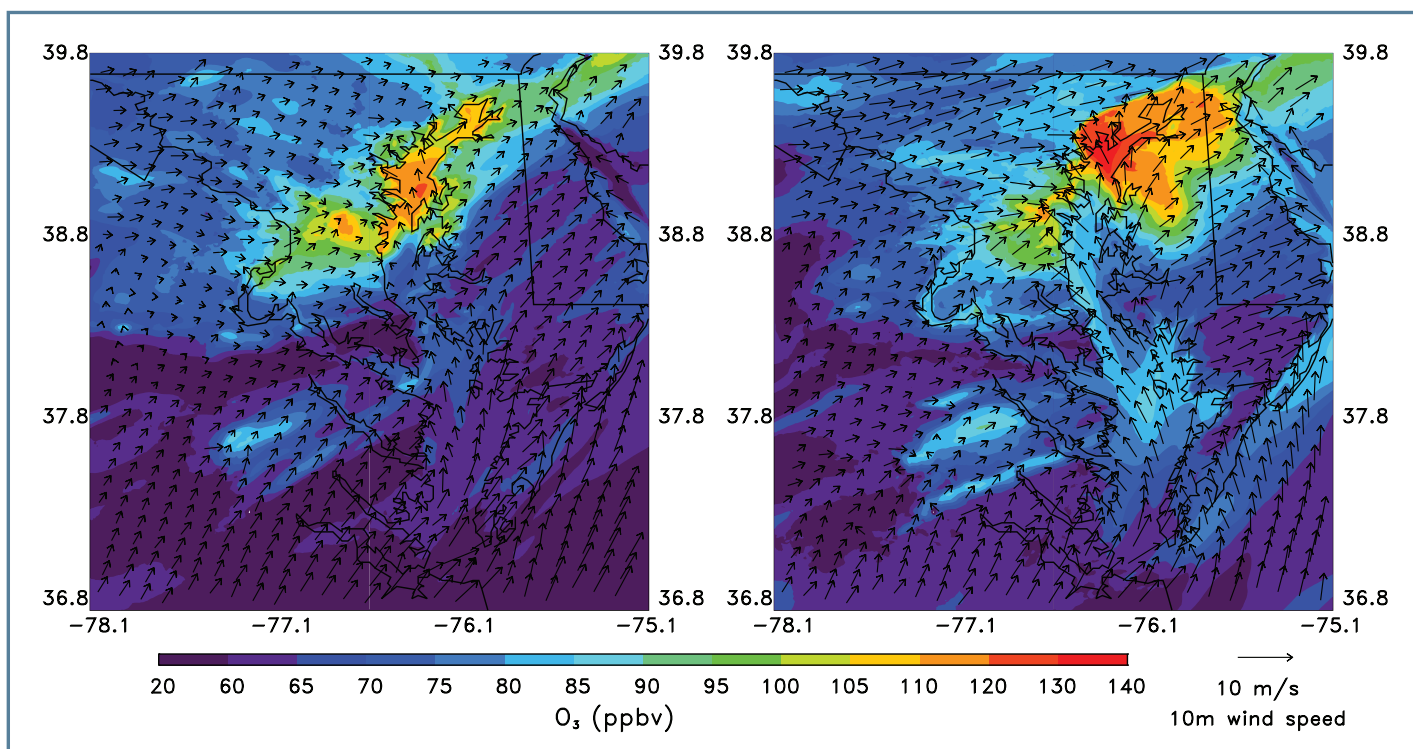 39.8 39.8 39.8 39.8
38.8 38.8 38.8 38.8
37.8 37.8 37.8 37.8
36.8 36.8 36.8 36.8
−78.1 −77.1 −76.1 −75.1 −78.1 −77.1 −76.1 −75.1
20 60 65 70 75 80 85 90 95 100 105 110 120 130 140
O₃ (ppbv)
10 m/s
10m wind speed